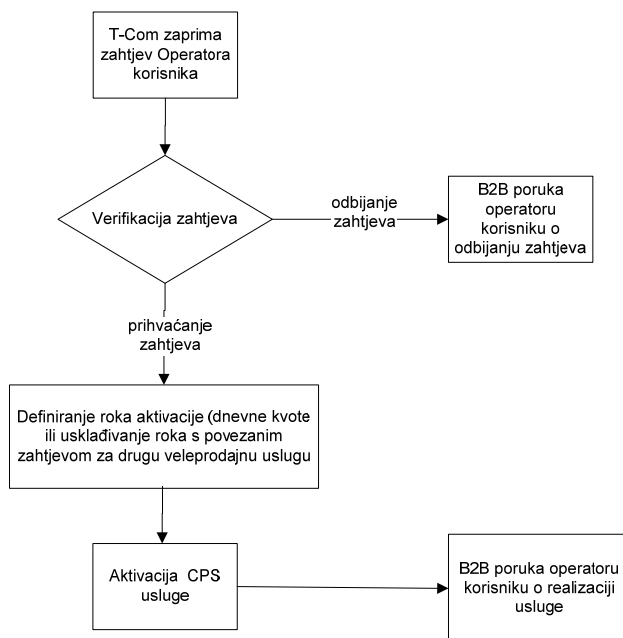 T-Com zaprima
zahtjev Operatora
korisnika
Verifikacija zahtjeva
odbijanje
zahtjeva
B2B poruka
operatoru
korisniku o
odbijanju zahtjeva
prihvaćanje
zahtjeva
Definiranje roka aktivacije (dnevne kvote
ili usklađivanje roka s povezanim
zahtjevom za drugu veleprodajnu uslugu
Aktivacija CPS
usluge
B2B poruka operatoru
korisniku o realizaciji
usluge